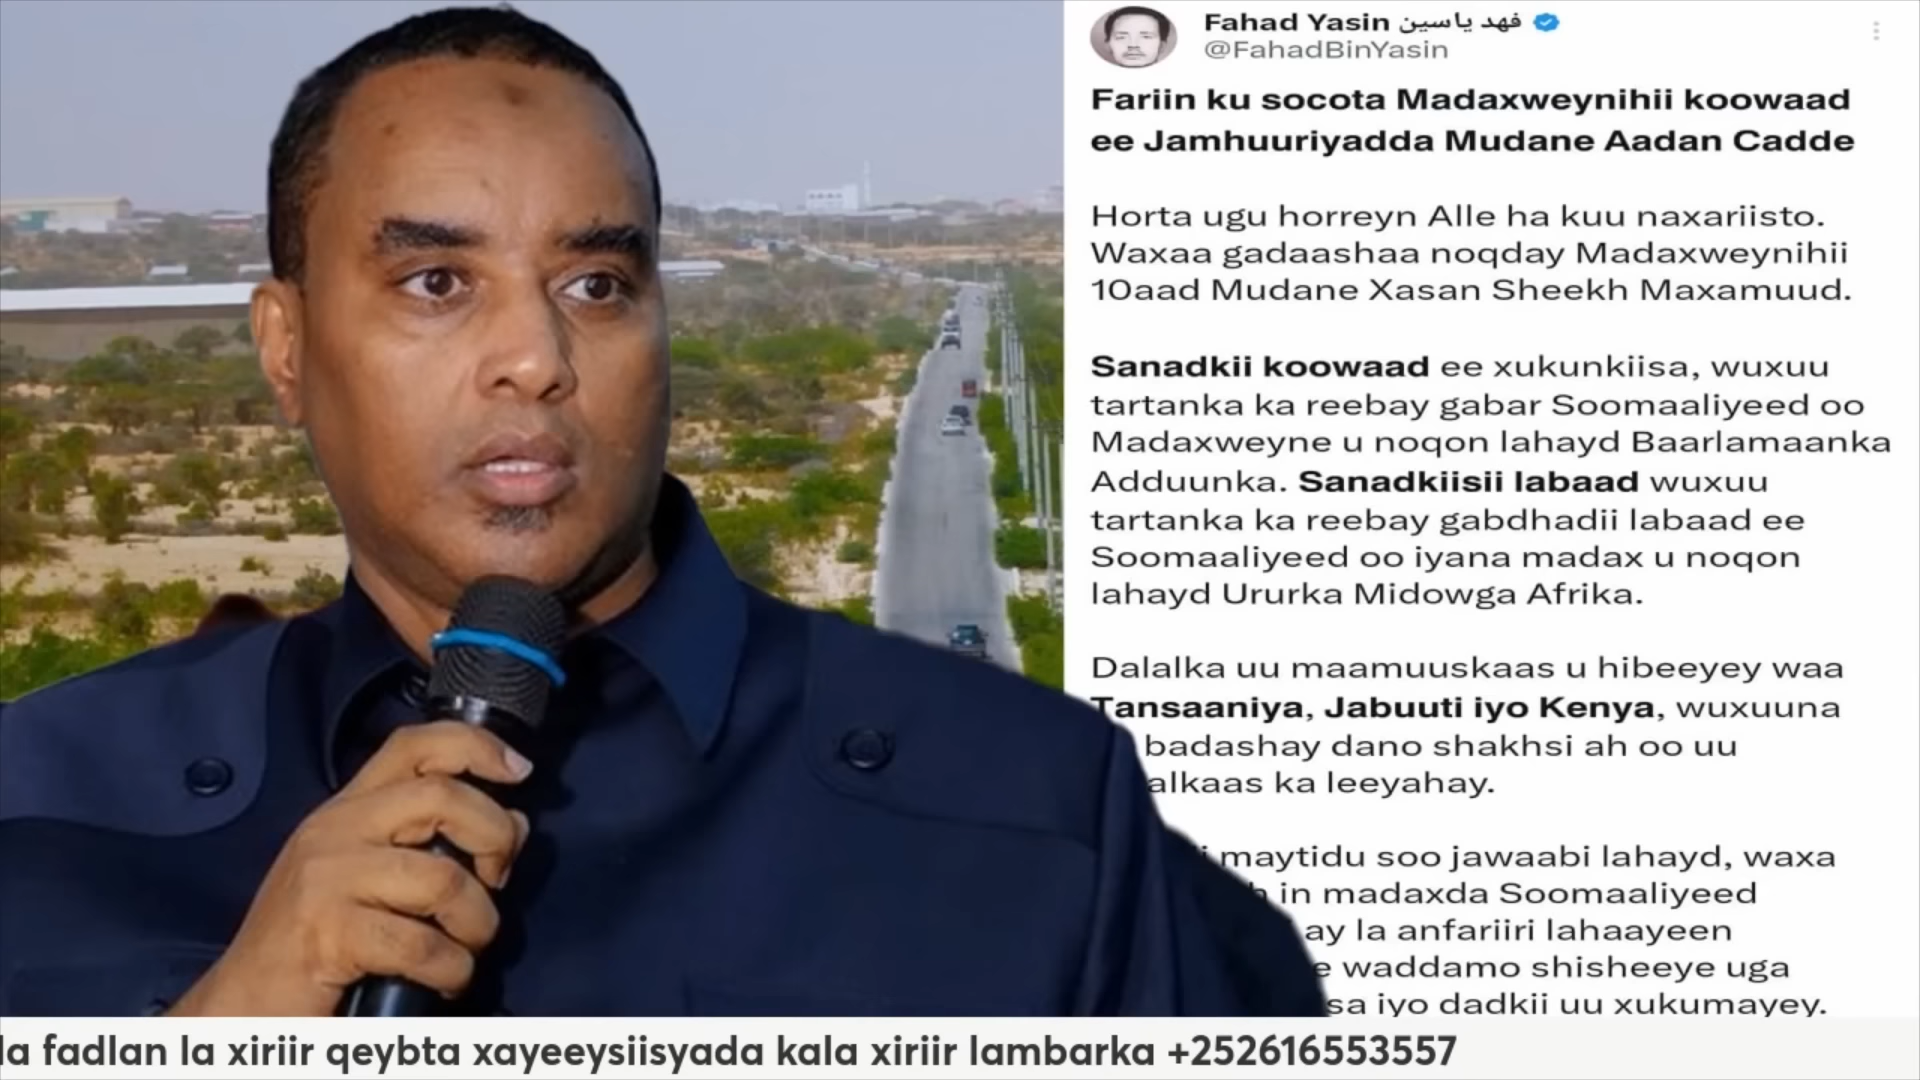 Fahad Yasin فهد ياسين
@FahadBinYasin
Fariin ku socota Madaxweynihii koowaad
ee Jamhuuriyadda Mudane Aadan Cadde
Horta ugu horreyn Alle ha kuu naxariisto.
Waxaa gadaashaa noqday Madaxweynihii
10aad Mudane Xasan Sheekh Maxamuud.
Sanadkii koowaad ee xukunkiisa, wuxuu
tartanka ka reebay gabar Soomaaliyeed oo
Madaxweyne u noqon lahayd Baarlamaanka
Adduunka. Sanadkiisii labaad wuxuu
tartanka ka reebay gabdhadii labaad ee
Soomaaliyeed oo iyana madax u noqon
lahayd Ururka Midowga Afrika.
Dalalka uu maamuuskaas u hibeeyey waa
Tansaaniya, Jabuuti iyo Kenya, wuxuuna
badashay dano shakhsi ah oo uu
alkaas ka leeyahay.
maytidu soo jawaabi lahayd, waxa
in madaxda Soomaaliyeed
ay la anfariiri lahaayeen
waddamo shisheeye uga
sa iyo dadkii uu xukumayey.
la fadlan la xiriir qeybta xayeeysiisyada kala xiriir lambarka +252616553557